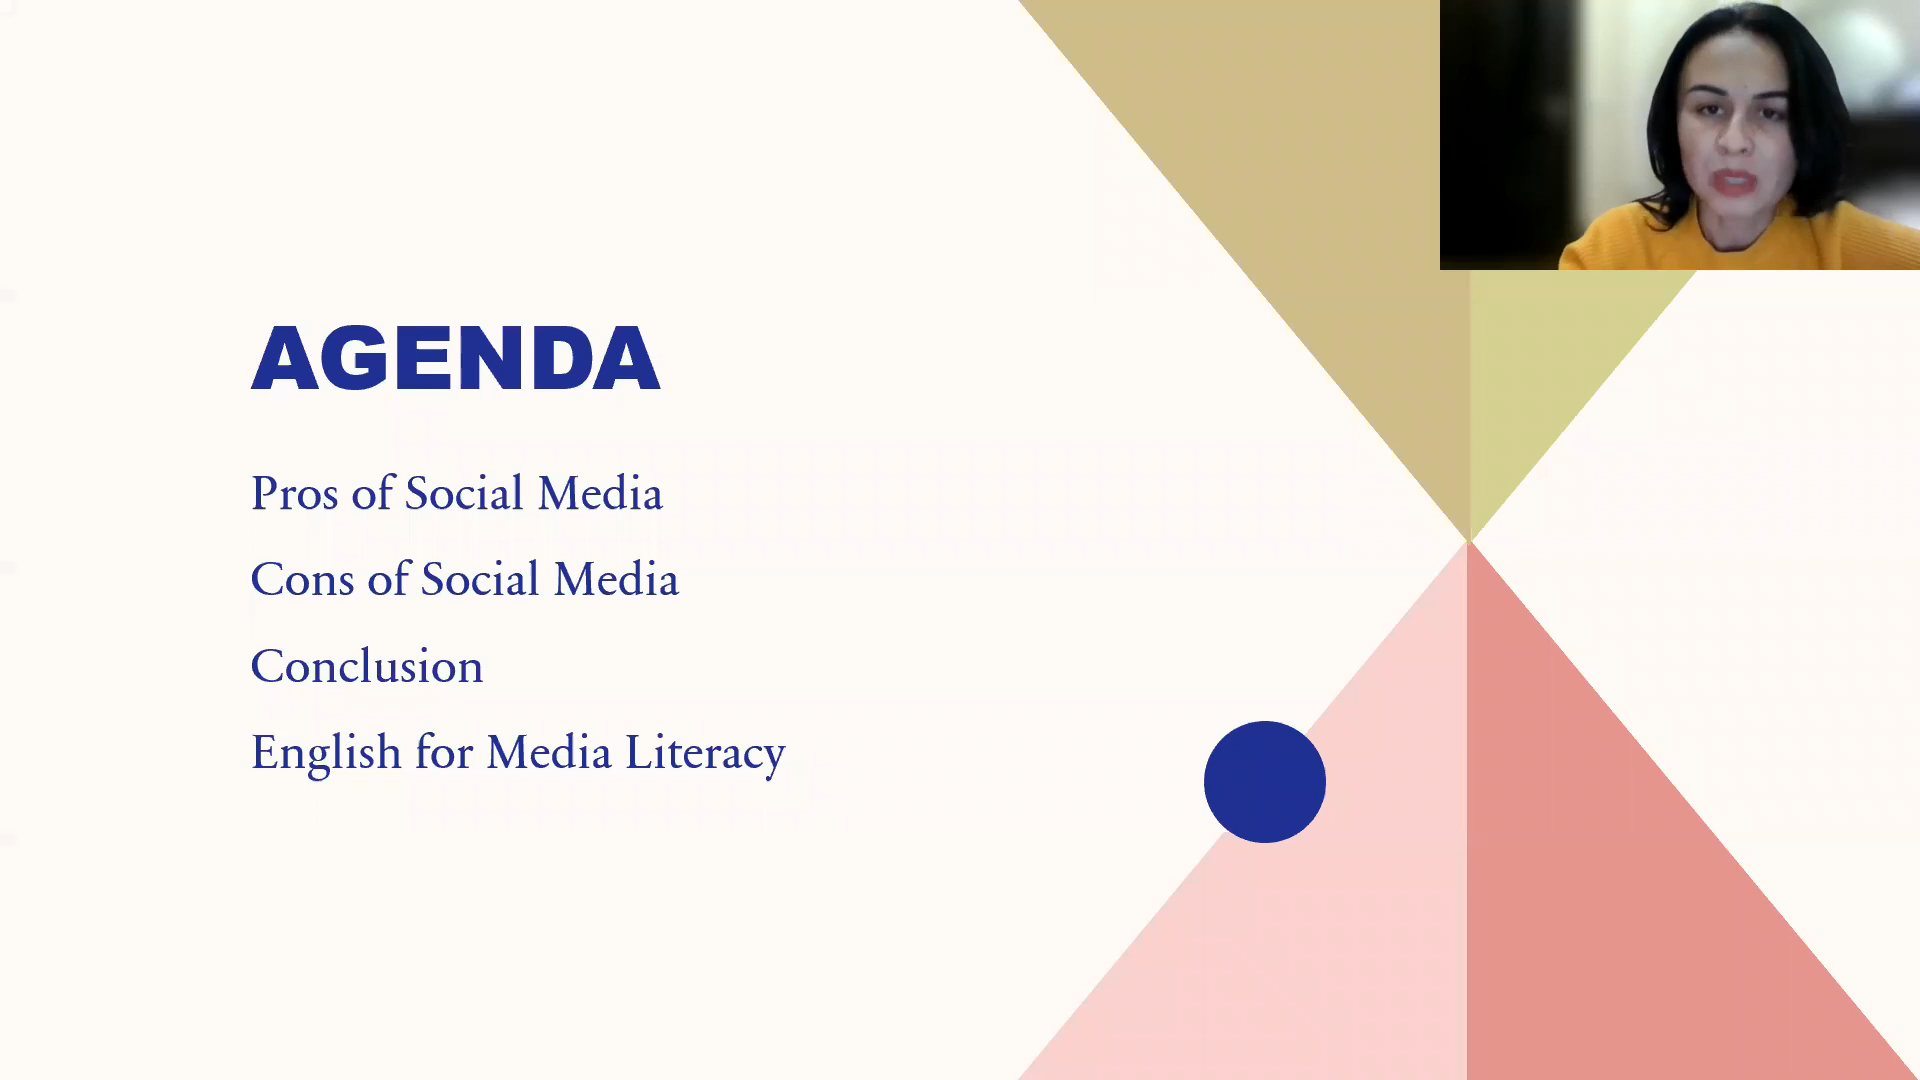 AGENDA
Pros of Social Media
Cons of Social Media
Conclusion
English for Media Literacy